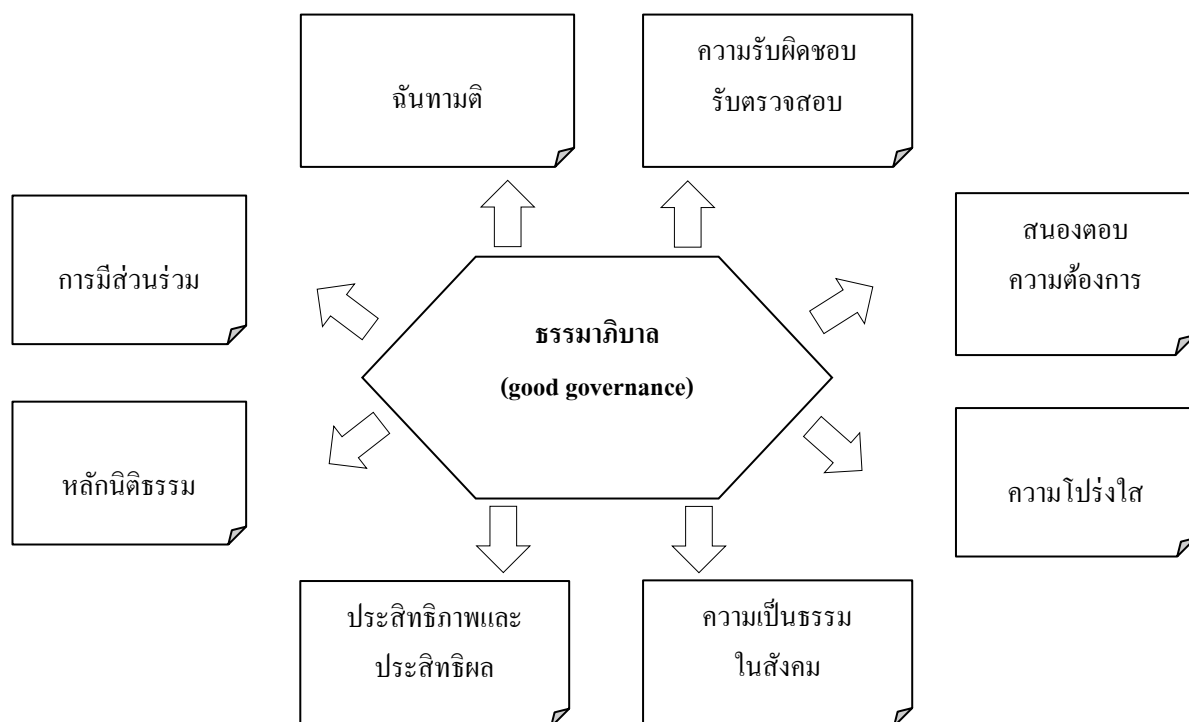 ฉันทามติ
ความรับผิดชอบ
รับตรวจสอบ
การมีส่วนร่วม
สนองตอบ
ความต้องการ
ธรรมาภิบาล
(good governance)
หลักนิติธรรม
ความโปร่งใส
ประสิทธิภาพและ
ประสิทธิผล
ความเป็นธรรม
ในสังคม